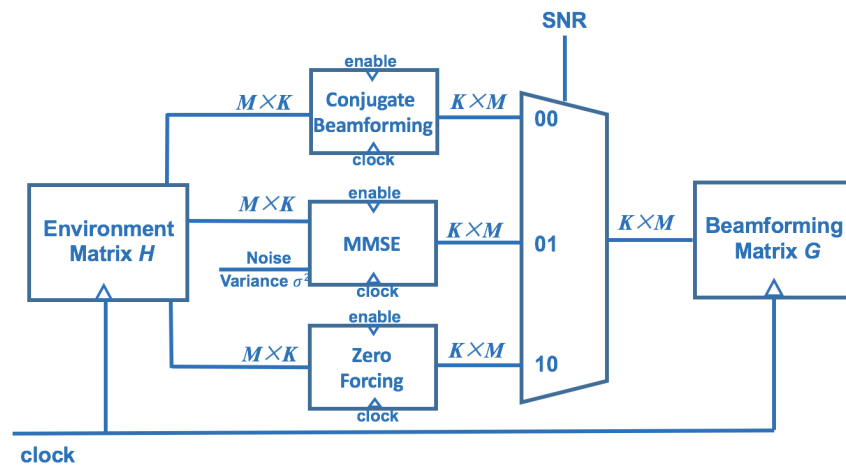 SNR
enable
M×K
Conjugate
Beamforming
K×M
00
clock
enable
M×K
Environment
Matrix H
MMSE
K×M
01
K×M
Beamforming
Matrix G
Noise
Variance σ²
clock
enable
M×K
Zero
Forcing
K×M
10
clock
clock